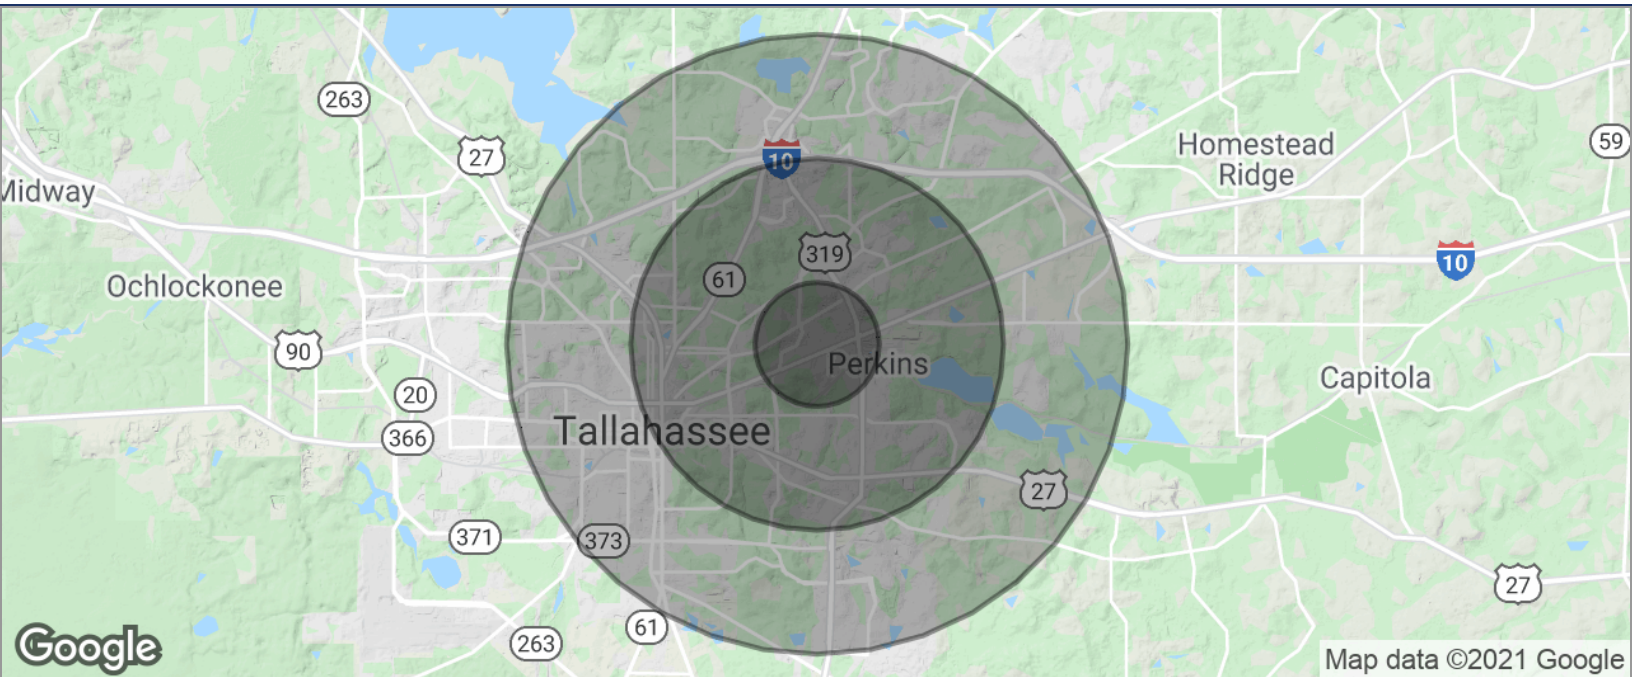 263
27
10
59
Homestead
Ridge
Midway
319
61
10
Ochlockonee
90
Perkins
Capitola
20
Tallahassee
366
27
371
373
27
61
263
Google
Map data ©2021 Google